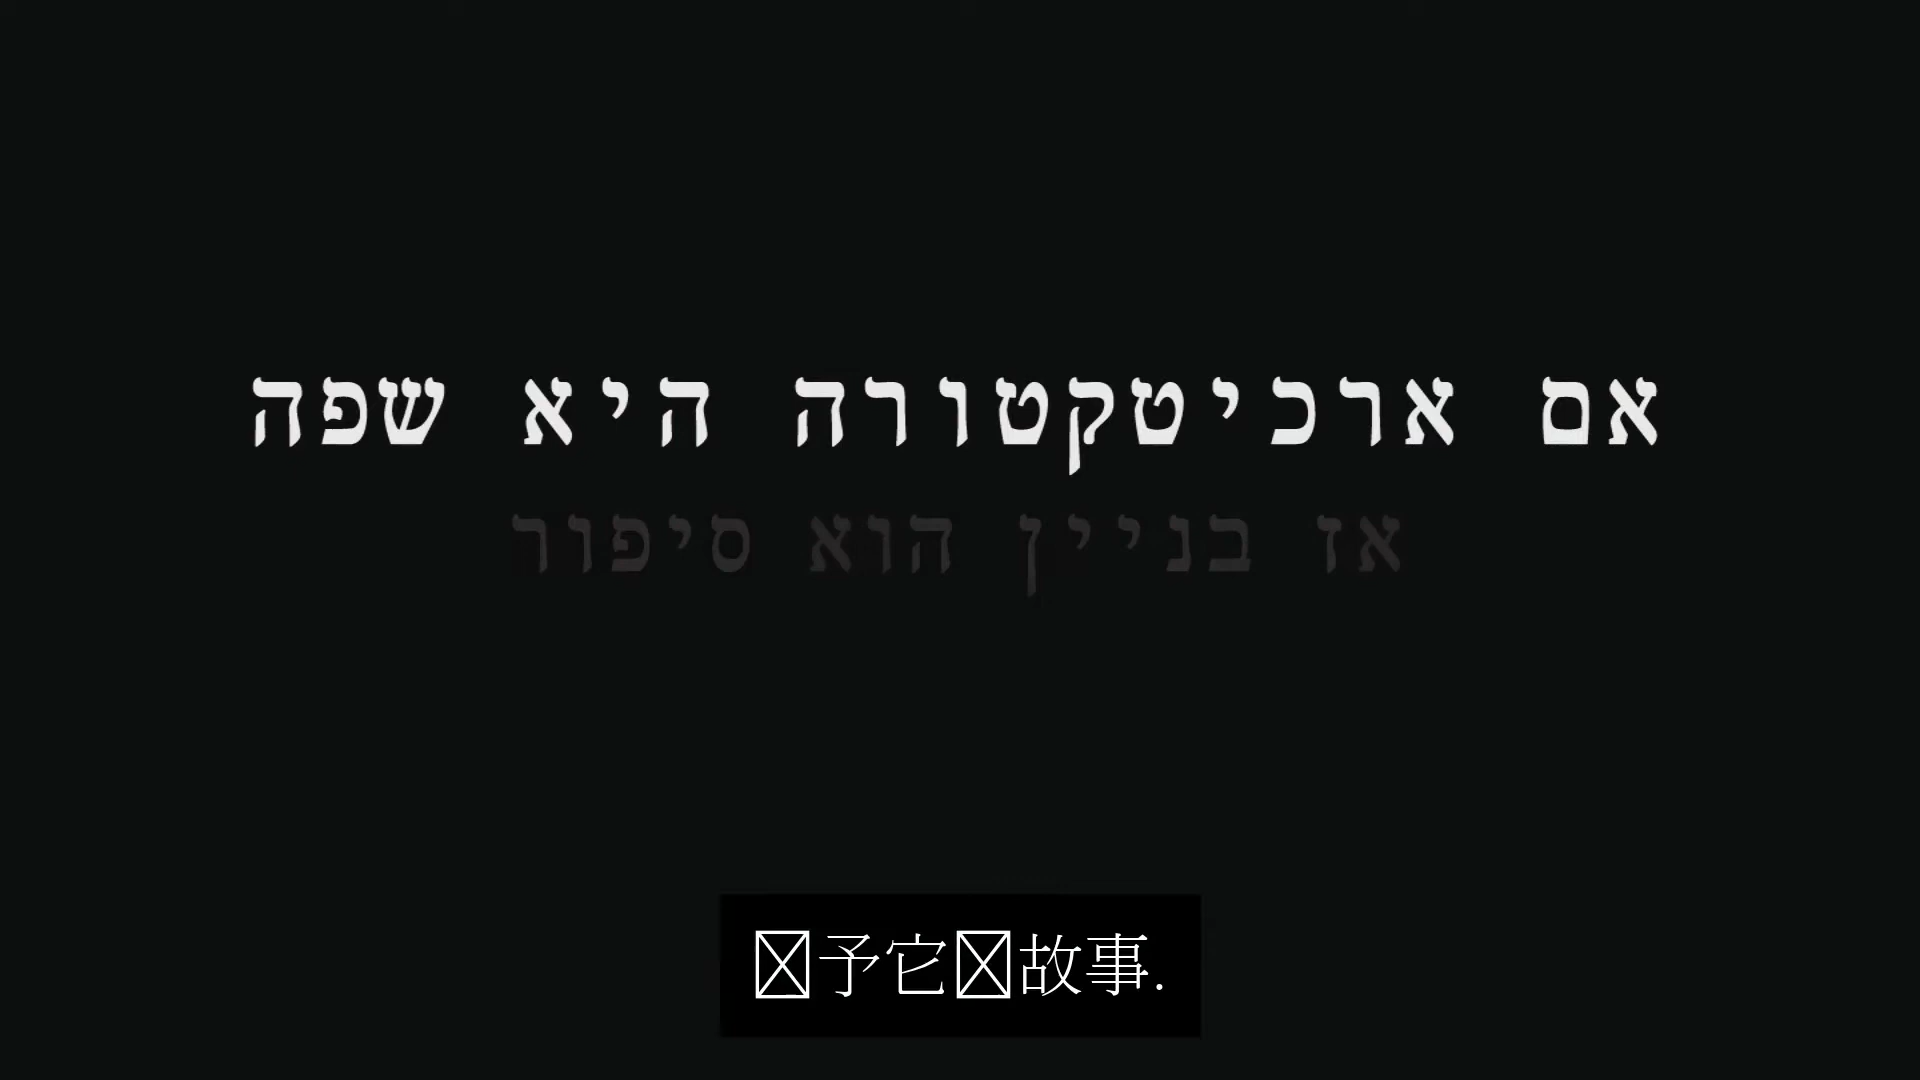 אם ארכיטקטורה היא שפה
אז בניין הוא סיפור
予它故事.